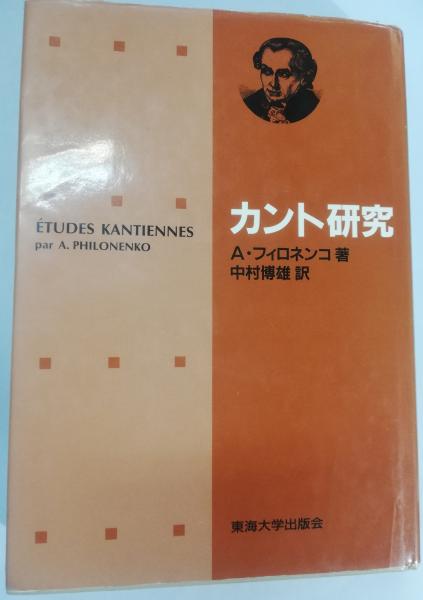 ÉTUDES KANTIENNES
par A. PHILONENKO
カント研究
A・フィロネンコ 著
中村博雄 訳
東海大学出版会